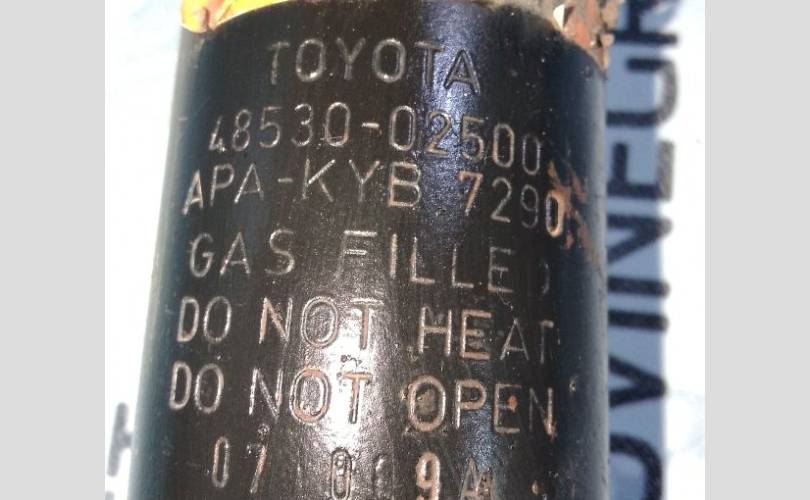 TOYOTA
48530-02500
APA-KYB 7290
GAS FILLED
DO NOT HEAT
DO NOT OPEN